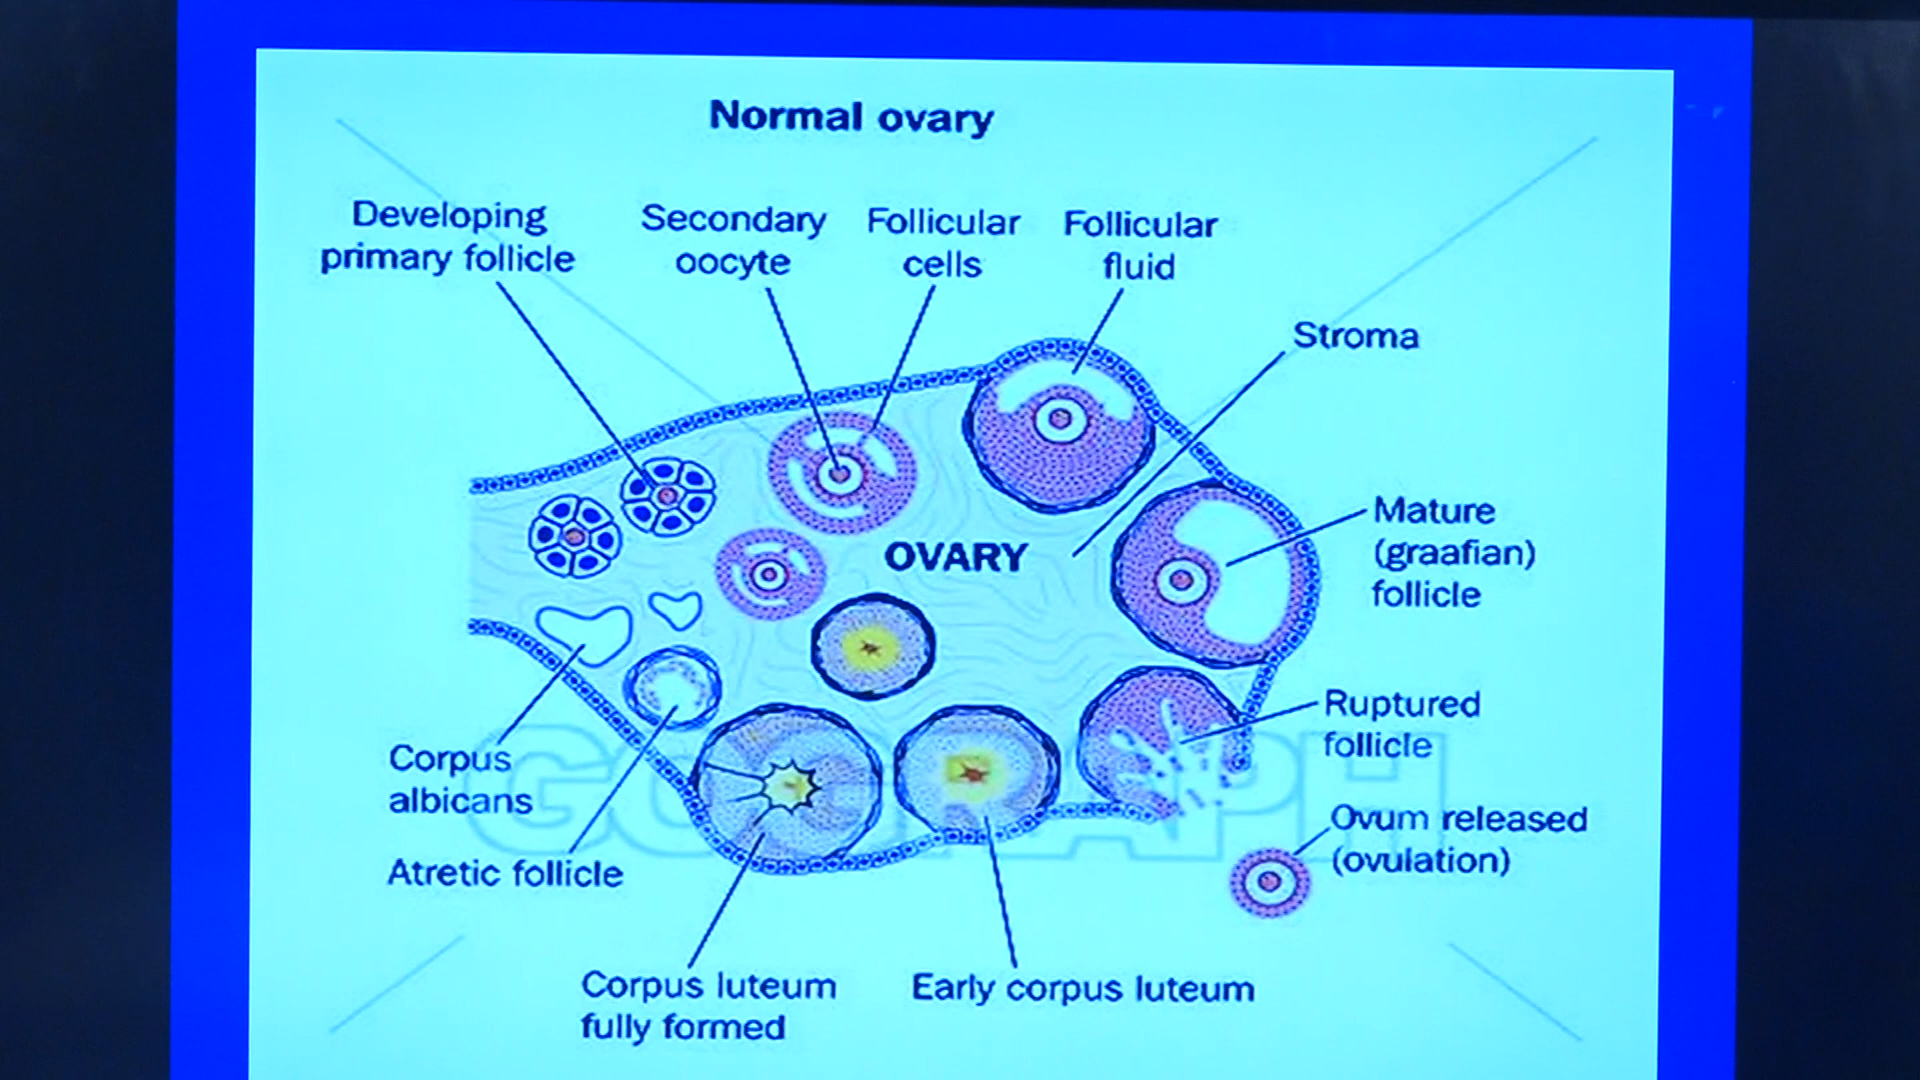 Normal ovary
Developing
primary follicle
Secondary
oocyte
Follicular
cells
Follicular
fluid
Stroma
OVARY
Mature
(graafian)
follicle
Ruptured
follicle
Corpus
albicans
Ovum released
(ovulation)
Atretic follicle
Corpus luteum
fully formed
Early corpus luteum